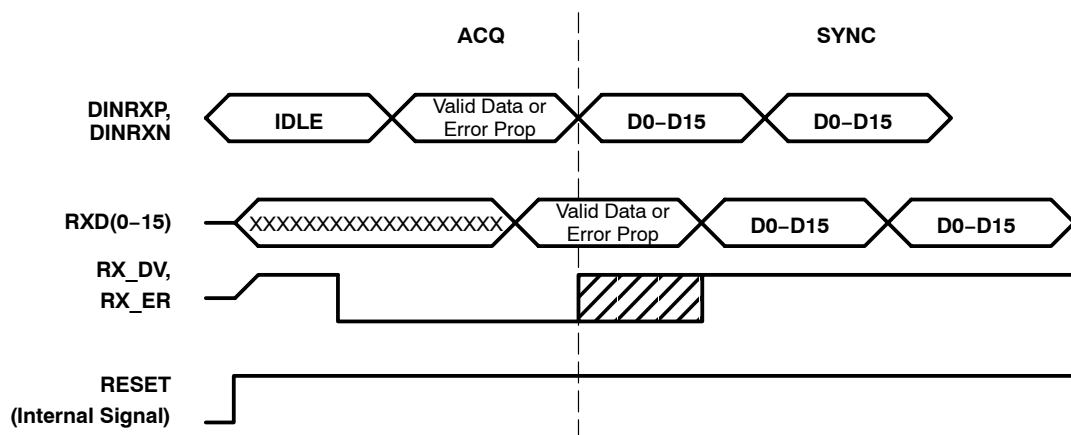 ACQ SYNC
DINRXP,
DINRXN
IDLE
Valid Data or
Error Prop
D0–D15
D0–D15
RXD(0–15)
XXXXXXXXXXXXXXXXXXX
Valid Data or
Error Prop
D0–D15
D0–D15
RX_DV,
RX_ER
RESET
(Internal Signal)